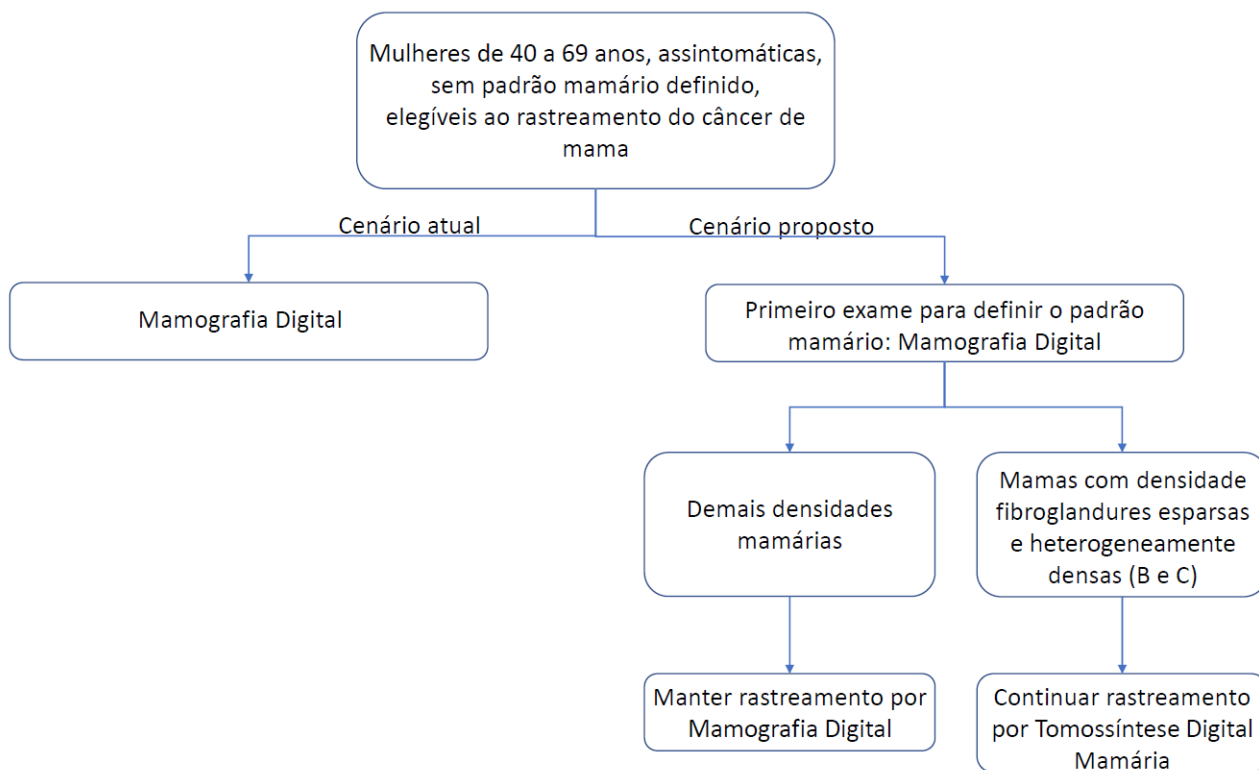 Mulheres de 40 a 69 anos, assintomáticas,
sem padrão mamário definido,
elegíveis ao rastreamento do câncer de
mama
Cenário atual
Cenário proposto
Mamografia Digital
Primeiro exame para definir o padrão
mamário: Mamografia Digital
Demais densidades
mamárias
Mamas com densidade
fibroglandures esparsas
e heterogeneamente
densas (B e C)
Manter rastreamento por
Mamografia Digital
Continuar rastreamento
por Tomossíntese Digital
Mamária